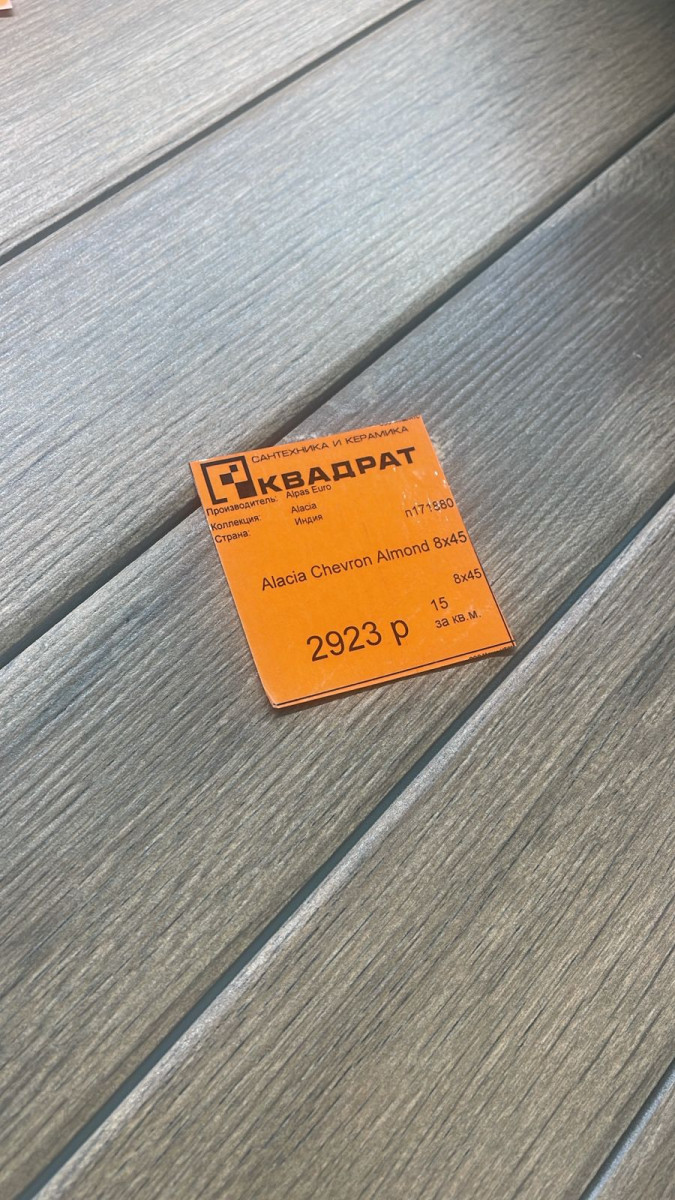 САНТЕХНИКА И КЕРАМИКА
КВАДРАТ
Производитель: Alpas Euro
Коллекция: Alacia
Страна: Индия
п171880
Alacia Chevron Almond 8x45
8x45
2923 р
15
за кв.м.